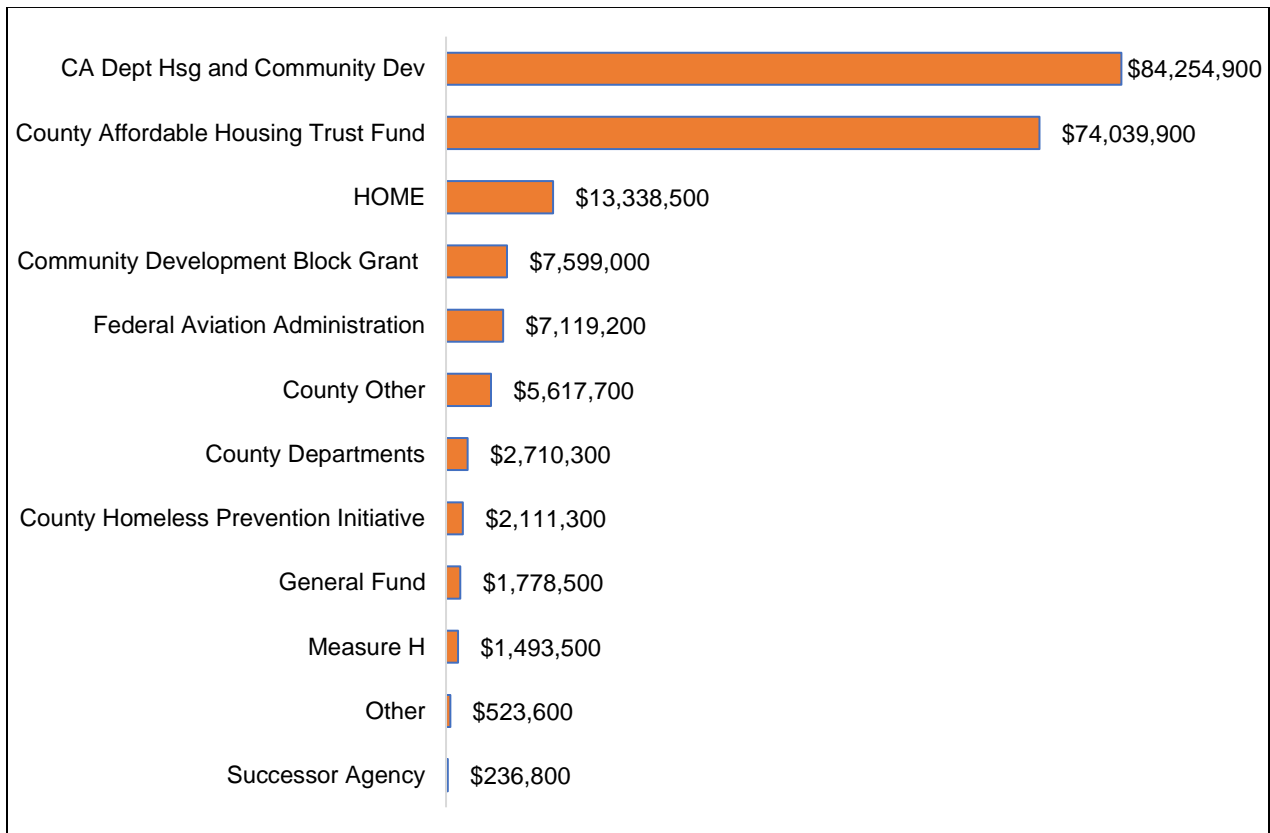 CA Dept Hsg and Community Dev $84,254,900
County Affordable Housing Trust Fund $74,039,900
HOME $13,338,500
Community Development Block Grant $7,599,000
Federal Aviation Administration $7,119,200
County Other $5,617,700
County Departments $2,710,300
County Homeless Prevention Initiative $2,111,300
General Fund $1,778,500
Measure H $1,493,500
Other $523,600
Successor Agency $236,800